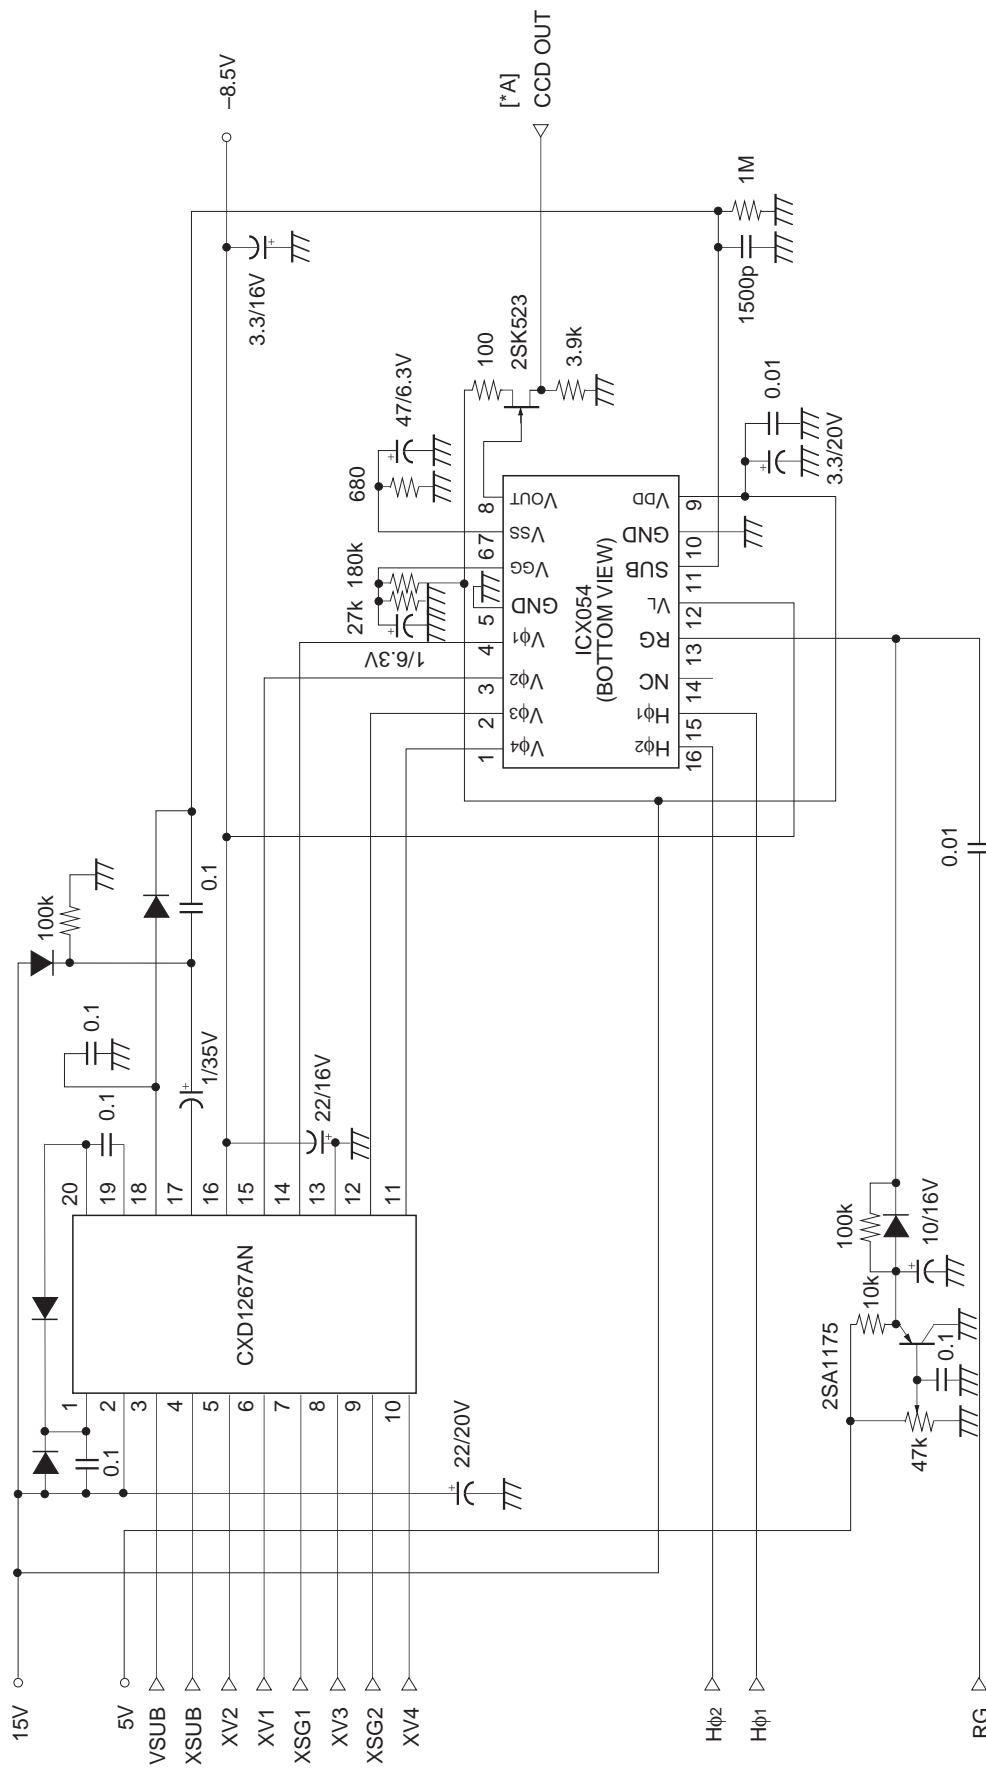 15V
5V
VSUB
XSUB
XV2
XV1
XSG1
XV3
XSG2
XV4
Hφ2
Hφ1
RG
0.1
22/20V
1
2
3
4
5
6
7
8
9
10
CXD1267AN
20
19
18
17
16
15
14
13
12
11
0.1
0.1
1/35V
22/16V
100k
0.1
47k
0.1
2SA1175
10k
100k
10/16V
0.01
1
2
3
4
5
6
7
8
Vφ4
Vφ3
Vφ2
Vφ1
GND
VGG
VSS
VOUT
ICX054
(BOTTOM VIEW)
Hφ2
Hφ1
NC
RG
VL
SUB
GND
VDD
16
15
14
13
12
11
10
9
1/6.3V
27k
180k
680
47/6.3V
100
2SK523
3.9k
3.3/20V
0.01
3.3/16V
1500p
1M
–8.5V
[*A]
CCD OUT